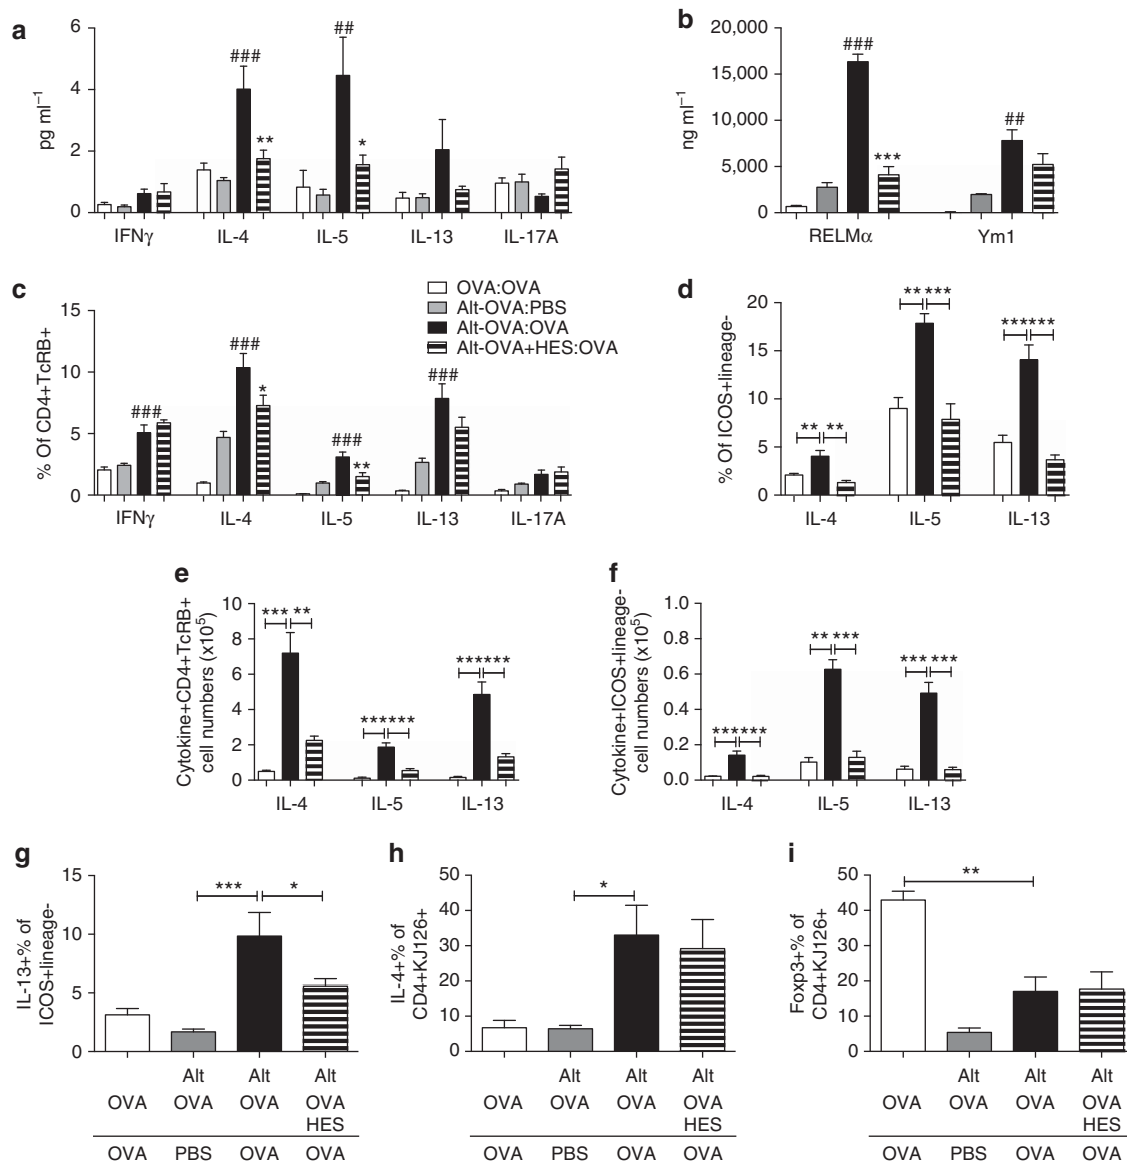 a
6
4
2
0
pg ml⁻¹
###
**
##
*
IFNγ IL-4 IL-5 IL-13 IL-17A
b
20,000
15,000
10,000
5,000
0
ng ml⁻¹
###
***
##
RELMα Ym1
c
15
10
5
0
% Of CD4+TcRB+
OVA:OVA
Alt-OVA:PBS
Alt-OVA:OVA
Alt-OVA+HES:OVA
###
###
*
###
**
###
IFNγ IL-4 IL-5 IL-13 IL-17A
d
20
15
10
5
0
% Of ICOS+lineage-
** **
** ***
*** ***
IL-4 IL-5 IL-13
e
10
8
6
4
2
0
Cytokine+CD4+TcRB+
cell numbers (x10⁵)
*** **
*** ***
*** ***
IL-4 IL-5 IL-13
f
1.0
0.8
0.6
0.4
0.2
0.0
Cytokine+ICOS+lineage-
cell numbers (x10⁵)
*** ***
** ***
*** ***
IL-4 IL-5 IL-13
g
15
10
5
0
IL-13+% of
ICOS+lineage-
*** *
Alt Alt Alt
OVA OVA OVA OVA
HES
OVA PBS OVA OVA
h
50
40
30
20
10
0
IL-4+% of
CD4+KJ126+
*
Alt Alt Alt
OVA OVA OVA OVA
HES
OVA PBS OVA OVA
i
50
40
30
20
10
0
Foxp3+% of
CD4+KJ126+
**
Alt Alt Alt
OVA OVA OVA OVA
HES
OVA PBS OVA OVA